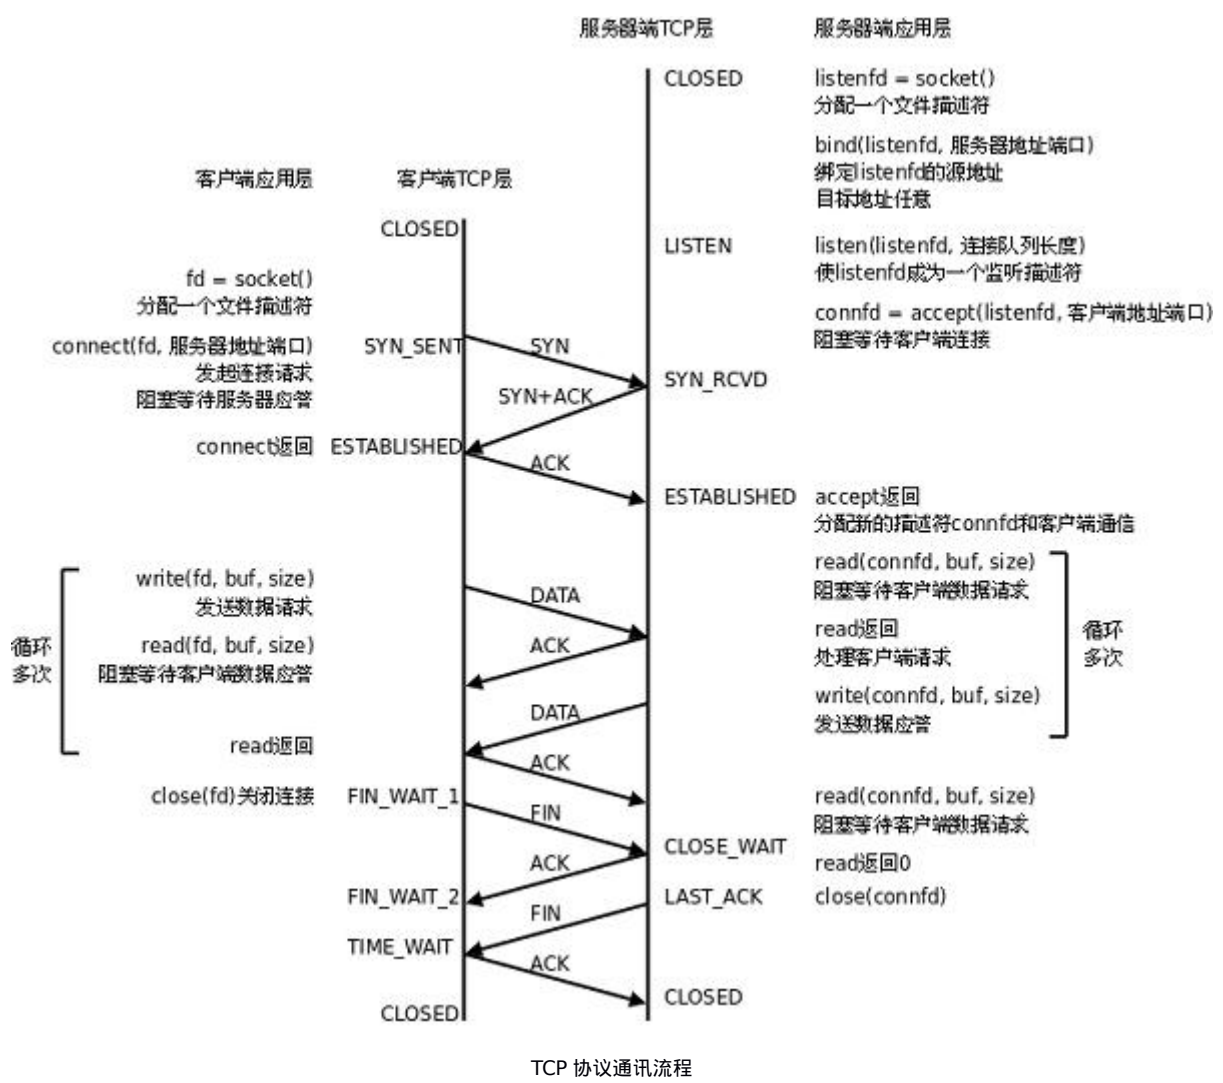 服务器端TCP层 服务器端应用层
CLOSED listenfd = socket()
分配一个文件描述符
bind(listenfd, 服务器地址端口)
客户端应用层 客户端TCP层 绑定listenfd的源地址
目标地址任意
CLOSED
LISTEN listen(listenfd, 连接队列长度)
fd = socket() 使listenfd成为一个监听描述符
分配一个文件描述符
connfd = accept(listenfd, 客户端地址端口)
connect(fd, 服务器地址端口) SYN_SENT SYN 阻塞等待客户端连接
发起连接请求 SYN_RCVD
阻塞等待服务器应答 SYN+ACK
connect返回 ESTABLISHED
ACK
ESTABLISHED accept返回
分配新的描述符connfd和客户端通信
read(connfd, buf, size)
write(fd, buf, size) 阻塞等待客户端数据请求
发送数据请求 DATA
read返回
循环 read(fd, buf, size) ACK 处理客户端请求 循环
多次 阻塞等待客户端数据应答 多次
write(connfd, buf, size)
DATA 发送数据应答
read返回
ACK
close(fd)关闭连接 FIN_WAIT_1 read(connfd, buf, size)
FIN 阻塞等待客户端数据请求
CLOSE_WAIT
ACK read返回0
FIN_WAIT_2 LAST_ACK close(connfd)
FIN
TIME_WAIT
ACK
CLOSED
CLOSED
TCP 协议通讯流程